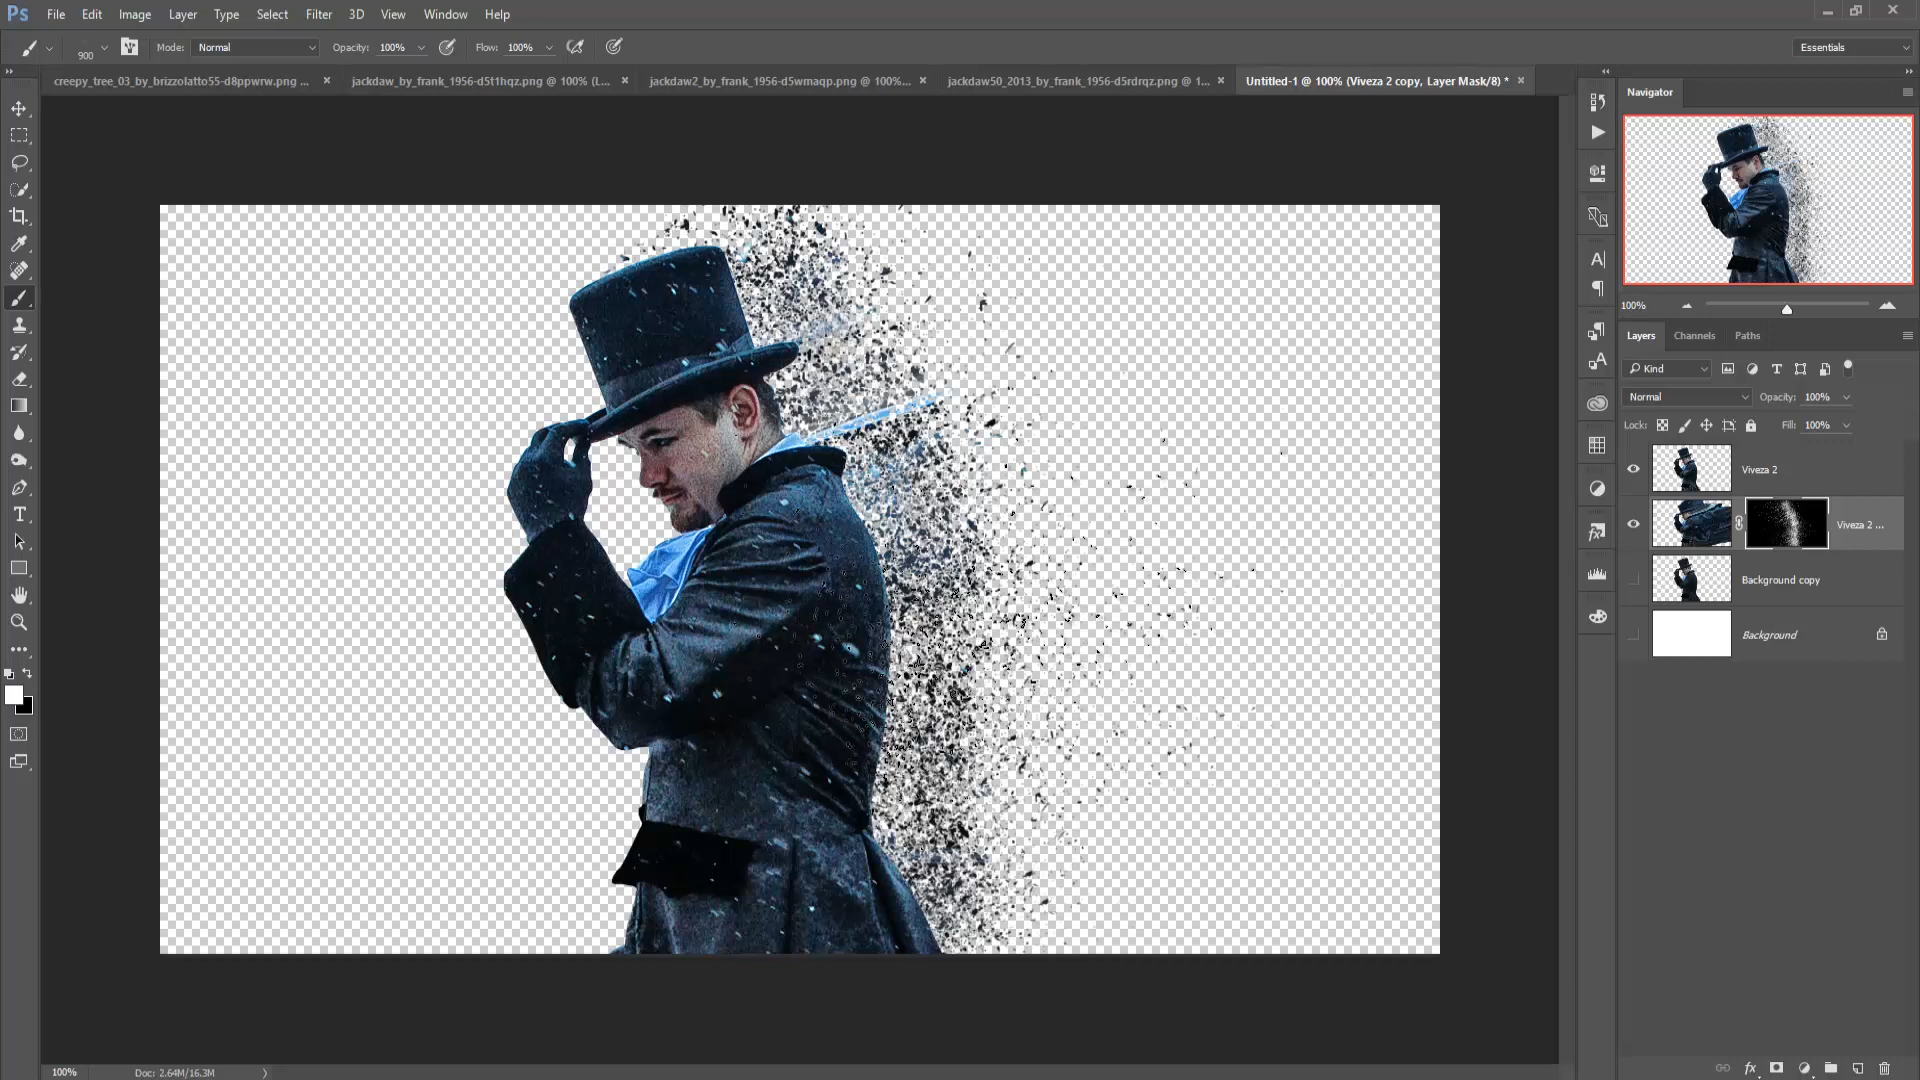 Ps File Edit Image Layer Type Select Filter 3D View Window Help
900 Mode: Normal Opacity: 100% Flow: 100% Essentials
creepy_tree_03_by_brizzolatto55-d8ppwrw.png ... jackdaw_by_frank_1956-d5t1hqz.png @ 100% (L... jackdaw2_by_frank_1956-d5wmaqp.png @ 100%... jackdaw50_2013_by_frank_1956-d5rdrqz.png @ 1... Untitled-1 @ 100% (Viveza 2 copy, Layer Mask/8) *
Navigator
100%
Layers Channels Paths
Kind
Normal Opacity: 100%
Lock: Fill: 100%
Viveza 2
Viveza 2 ...
Background copy
Background
100% Doc: 2.64M/16.3M